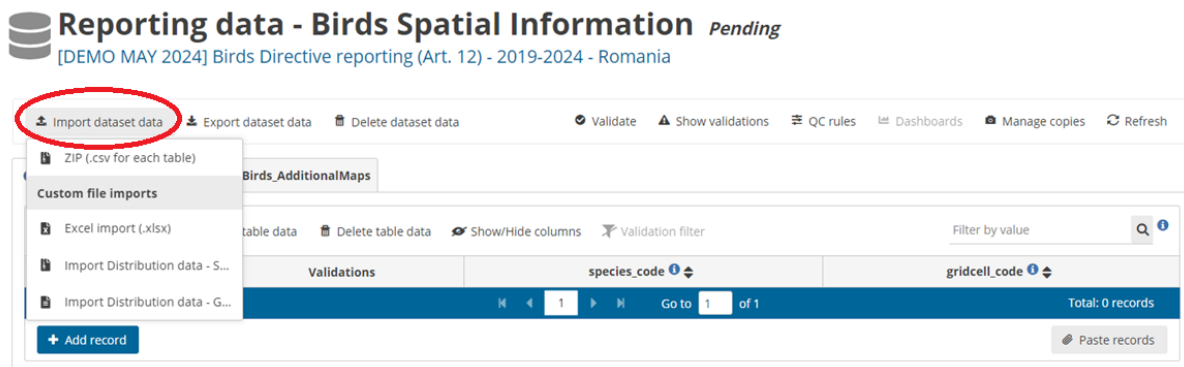 Reporting data - Birds Spatial Information Pending
[DEMO MAY 2024] Birds Directive reporting (Art. 12) - 2019-2024 - Romania
Import dataset data Export dataset data Delete dataset data Validate Show validations QC rules Dashboards Manage copies Refresh
ZIP (.csv for each table)
Birds_AdditionalMaps
Custom file imports
Excel import (.xlsx) table data Delete table data Show/Hide columns Validation filter Filter by value
Import Distribution data - S...
Validations species_code gridcell_code
Import Distribution data - G...
1 Go to 1 of 1 Total: 0 records
Add record Paste records